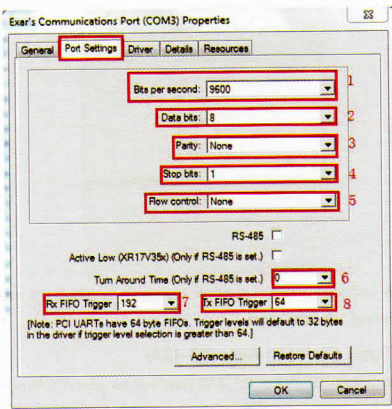 Exar's Communications Port (COM3) Properties
General Port Settings Driver Details Resources
Bits per second: 9600 1
Data bits: 8 2
Parity: None 3
Stop bits: 1 4
Flow control: None 5
RS-485
Active Low (XR17V35x) (Only if RS-485 is set.)
Turn Around Time (Only if RS-485 is set.) 0 6
Rx FIFO Trigger 192 7 Tx FIFO Trigger 64 8
[Note: PCI UARTs have 64 byte FIFOs. Trigger levels will default to 32 bytes
in the driver if trigger level selection is greater than 64.]
Advanced... Restore Defaults
OK Cancel